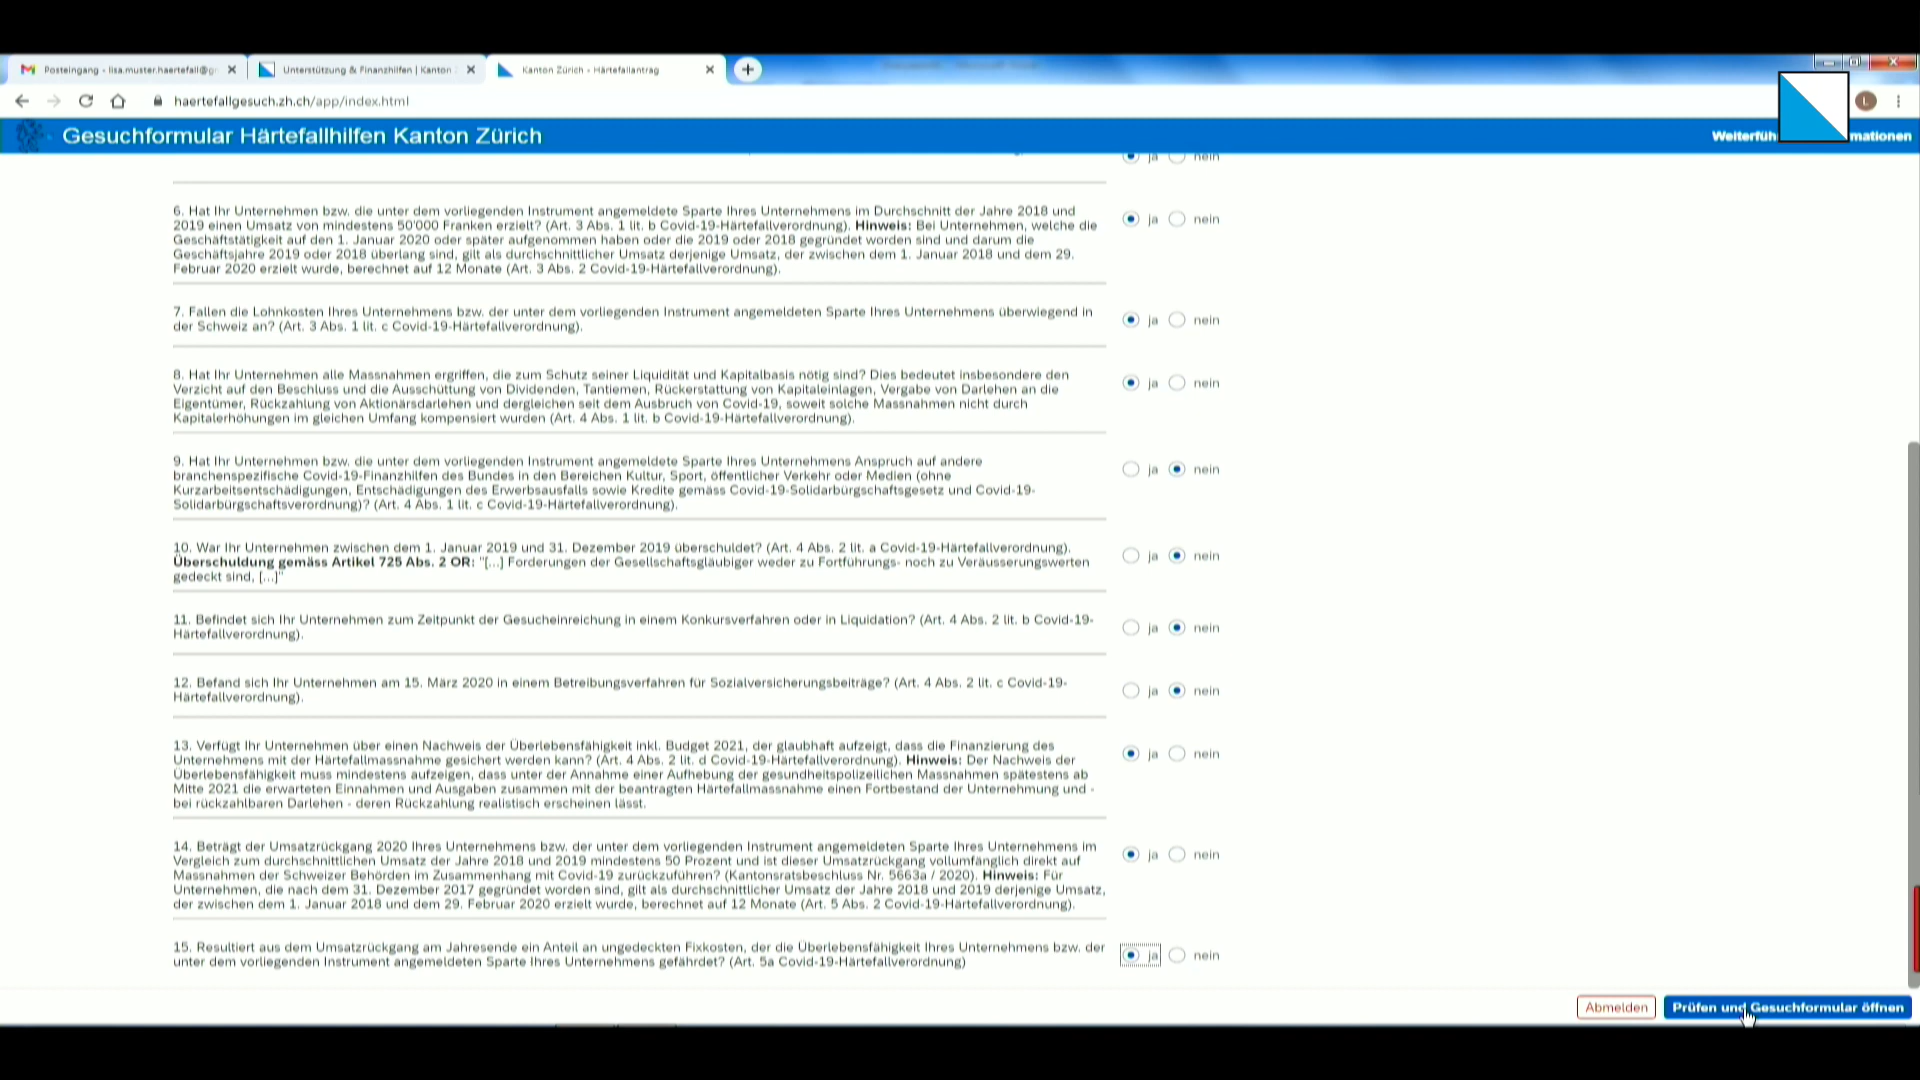 Posteingang - lisa.muster.haertefall@g
Unterstützung & Finanzhilfen | Kanton
Kanton Zürich - Härtefallantrag
haertefallgesuch.zh.ch/app/index.html
L
Gesuchformular Härtefallhilfen Kanton Zürich
Weiterfüh mationen
ja nein
6. Hat Ihr Unternehmen bzw. die unter dem vorliegenden Instrument angemeldete Sparte Ihres Unternehmens im Durchschnitt der Jahre 2018 und
2019 einen Umsatz von mindestens 50'000 Franken erzielt? (Art. 3 Abs. 1 lit. b Covid-19-Härtefallverordnung). Hinweis: Bei Unternehmen, welche die
Geschäftstätigkeit auf den 1. Januar 2020 oder später aufgenommen haben oder die 2019 oder 2018 gegründet worden sind und darum die
Geschäftsjahre 2019 oder 2018 überlang sind, gilt als durchschnittlicher Umsatz derjenige Umsatz, der zwischen dem 1. Januar 2018 und dem 29.
Februar 2020 erzielt wurde, berechnet auf 12 Monate (Art. 3 Abs. 2 Covid-19-Härtefallverordnung).
ja nein
7. Fallen die Lohnkosten Ihres Unternehmens bzw. der unter dem vorliegenden Instrument angemeldeten Sparte Ihres Unternehmens überwiegend in
der Schweiz an? (Art. 3 Abs. 1 lit. c Covid-19-Härtefallverordnung).
ja nein
8. Hat Ihr Unternehmen alle Massnahmen ergriffen, die zum Schutz seiner Liquidität und Kapitalbasis nötig sind? Dies bedeutet insbesondere den
Verzicht auf den Beschluss und die Ausschüttung von Dividenden, Tantiemen, Rückerstattung von Kapitaleinlagen, Vergabe von Darlehen an die
Eigentümer, Rückzahlung von Aktionärsdarlehen und dergleichen seit dem Ausbruch von Covid-19, soweit solche Massnahmen nicht durch
Kapitalerhöhungen im gleichen Umfang kompensiert wurden (Art. 4 Abs. 1 lit. b Covid-19-Härtefallverordnung).
ja nein
9. Hat Ihr Unternehmen bzw. die unter dem vorliegenden Instrument angemeldete Sparte Ihres Unternehmens Anspruch auf andere
branchenspezifische Covid-19-Finanzhilfen des Bundes in den Bereichen Kultur, Sport, öffentlicher Verkehr oder Medien (ohne
Kurzarbeitsentschädigungen, Entschädigungen des Erwerbsausfalls sowie Kredite gemäss Covid-19-Solidarbürgschaftsgesetz und Covid-19-
Solidarbürgschaftsverordnung)? (Art. 4 Abs. 1 lit. c Covid-19-Härtefallverordnung).
ja nein
10. War Ihr Unternehmen zwischen dem 1. Januar 2019 und 31. Dezember 2019 überschuldet? (Art. 4 Abs. 2 lit. a Covid-19-Härtefallverordnung).
Überschuldung gemäss Artikel 725 Abs. 2 OR: "[...] Forderungen der Gesellschaftsgläubiger weder zu Fortführungs- noch zu Veräusserungswerten
gedeckt sind, [...]"
ja nein
11. Befindet sich Ihr Unternehmen zum Zeitpunkt der Gesucheinreichung in einem Konkursverfahren oder in Liquidation? (Art. 4 Abs. 2 lit. b Covid-19-
Härtefallverordnung).
ja nein
12. Befand sich Ihr Unternehmen am 15. März 2020 in einem Betreibungsverfahren für Sozialversicherungsbeiträge? (Art. 4 Abs. 2 lit. c Covid-19-
Härtefallverordnung).
ja nein
13. Verfügt Ihr Unternehmen über einen Nachweis der Überlebensfähigkeit inkl. Budget 2021, der glaubhaft aufzeigt, dass die Finanzierung des
Unternehmens mit der Härtefallmassnahme gesichert werden kann? (Art. 4 Abs. 2 lit. d Covid-19-Härtefallverordnung). Hinweis: Der Nachweis der
Überlebensfähigkeit muss mindestens aufzeigen, dass unter der Annahme einer Aufhebung der gesundheitspolizeilichen Massnahmen spätestens ab
Mitte 2021 die erwarteten Einnahmen und Ausgaben zusammen mit der beantragten Härtefallmassnahme einen Fortbestand der Unternehmung und -
bei rückzahlbaren Darlehen - deren Rückzahlung realistisch erscheinen lässt.
ja nein
14. Beträgt der Umsatzrückgang 2020 Ihres Unternehmens bzw. der unter dem vorliegenden Instrument angemeldeten Sparte Ihres Unternehmens im
Vergleich zum durchschnittlichen Umsatz der Jahre 2018 und 2019 mindestens 50 Prozent und ist dieser Umsatzrückgang vollumfänglich direkt auf
Massnahmen der Schweizer Behörden im Zusammenhang mit Covid-19 zurückzuführen? (Kantonsratsbeschluss Nr. 5663a / 2020). Hinweis: Für
Unternehmen, die nach dem 31. Dezember 2017 gegründet worden sind, gilt als durchschnittlicher Umsatz der Jahre 2018 und 2019 derjenige Umsatz,
der zwischen dem 1. Januar 2018 und dem 29. Februar 2020 erzielt wurde, berechnet auf 12 Monate (Art. 5 Abs. 2 Covid-19-Härtefallverordnung).
ja nein
15. Resultiert aus dem Umsatzrückgang am Jahresende ein Anteil an ungedeckten Fixkosten, der die Überlebensfähigkeit Ihres Unternehmens bzw. der
unter dem vorliegenden Instrument angemeldeten Sparte Ihres Unternehmens gefährdet? (Art. 5a Covid-19-Härtefallverordnung)
ja nein
Abmelden
Prüfen und Gesuchformular öffnen